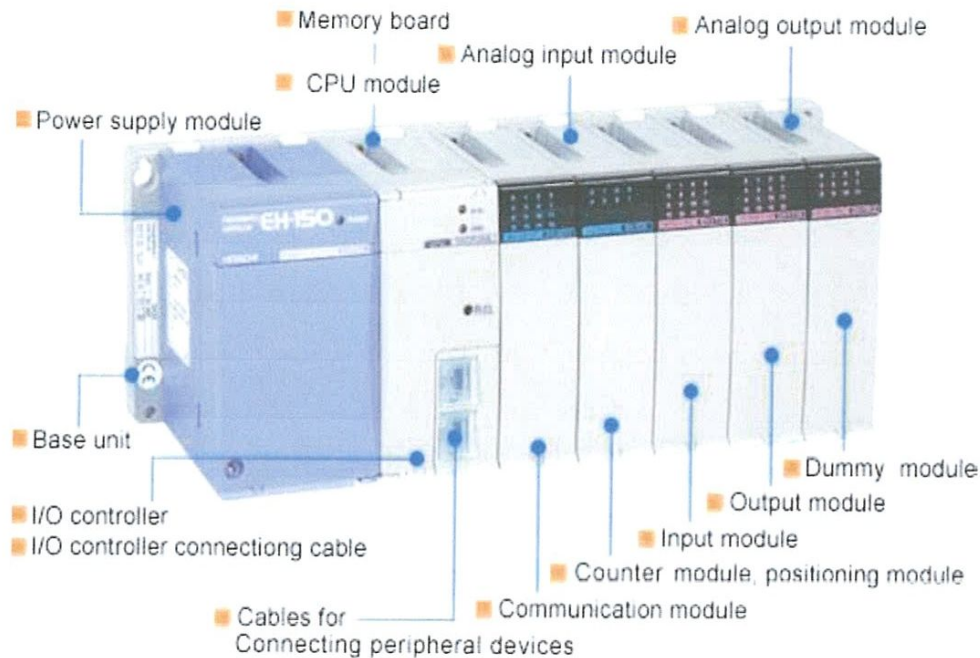 Memory board
Analog output module
Analog input module
CPU module
Power supply module
EH-150
HITACHI
Base unit
Dummy module
I/O controller
Output module
I/O controller connectiong cable
Input module
Counter module, positioning module
Cables for
Communication module
Connecting peripheral devices